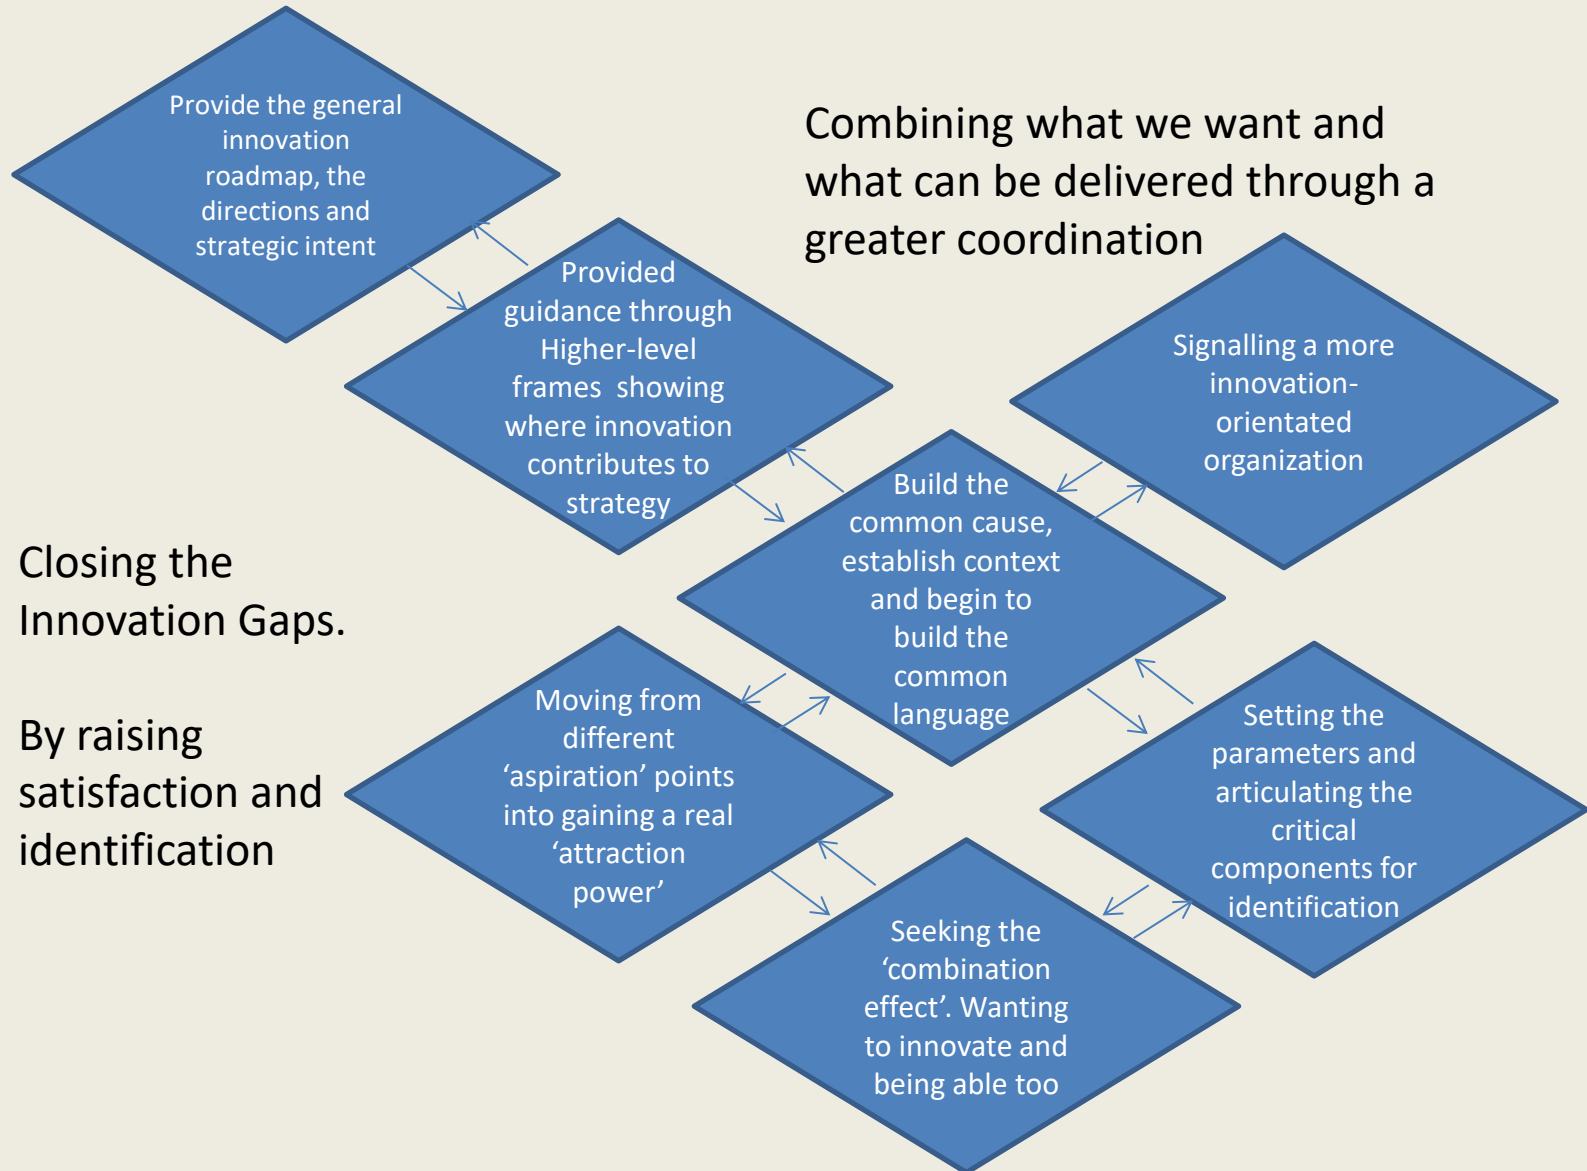 Provide the general
innovation
roadmap, the
directions and
strategic intent
Combining what we want and
what can be delivered through a
greater coordination
Provided
guidance through
Higher-level
frames  showing
where innovation
contributes to
strategy
Signalling a more
innovation-
orientated
organization
Build the
common cause,
establish context
and begin to
build the
common
language
Closing the
Innovation Gaps.
By raising
satisfaction and
identification
Moving from
different
‘aspiration’ points
into gaining a real
‘attraction
power’
Setting the
parameters and
articulating the
critical
components for
identification
Seeking the
‘combination
effect’. Wanting
to innovate and
being able too